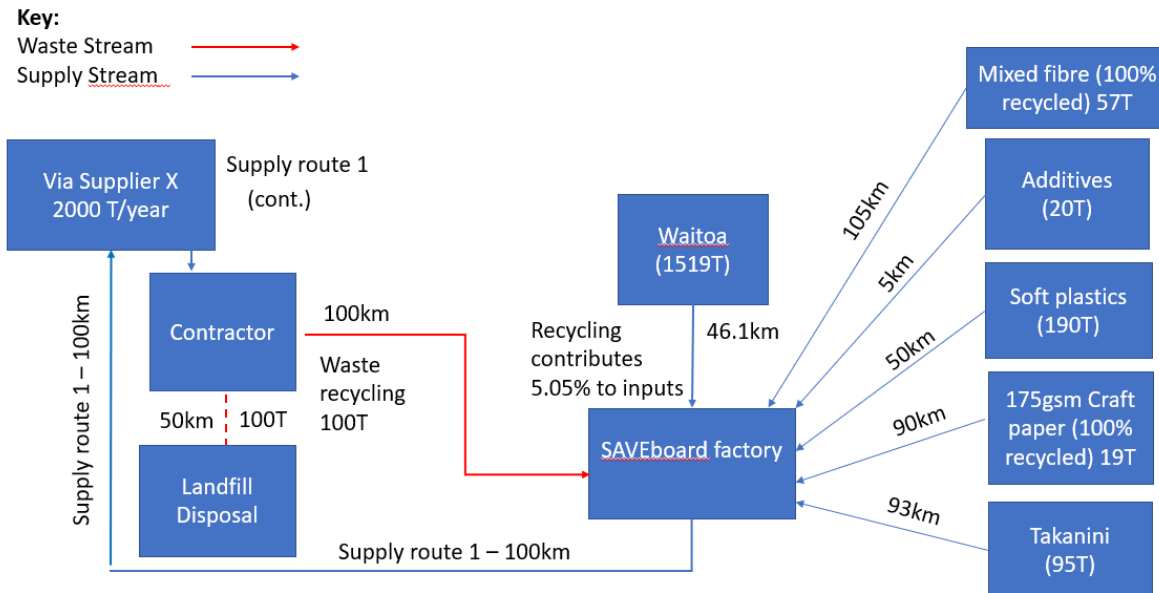 Key:
Waste Stream
Supply Stream
Via Supplier X
2000 T/year
Supply route 1
(cont.)
Contractor
100km
Waste
recycling
100T
50km
100T
Landfill
Disposal
Supply route 1 – 100km
Supply route 1 – 100km
Waitoa
(1519T)
46.1km
Recycling
contributes
5.05% to inputs
SAVEboard factory
Mixed fibre (100%
recycled) 57T
105km
Additives
(20T)
5km
Soft plastics
(190T)
50km
175gsm Craft
paper (100%
recycled) 19T
90km
Takanini
(95T)
93km